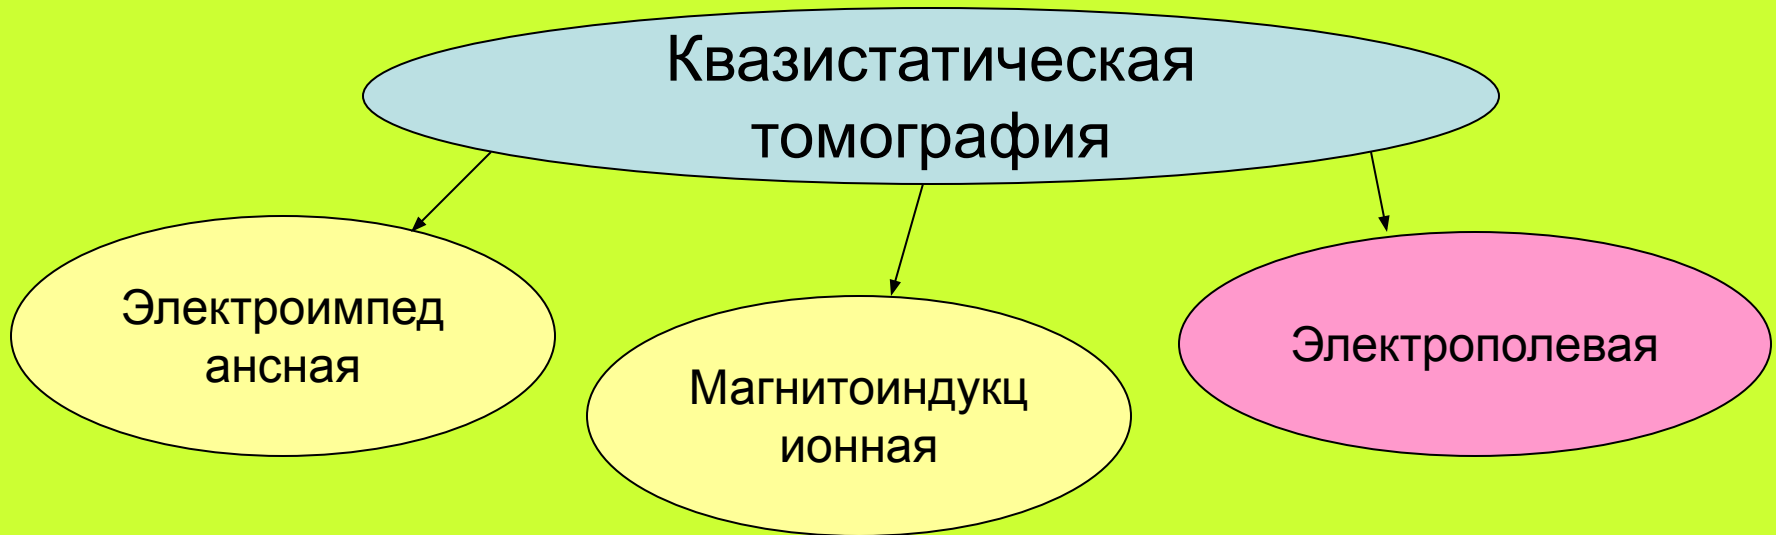 Квазистатическая
томография
Электроимпед
ансная
Магнитоиндукц
ионная
Электрополевая